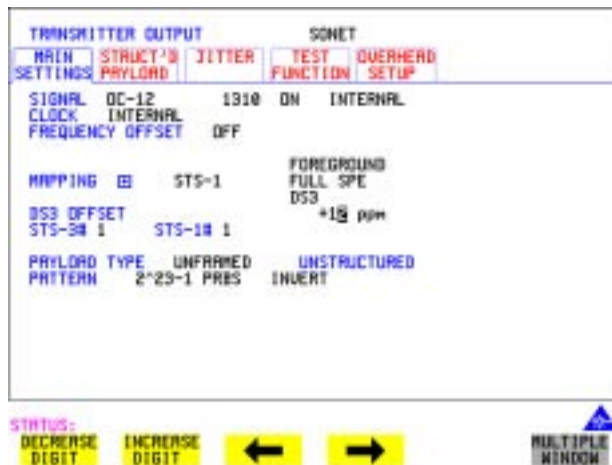 TRANSMITTER OUTPUT SONET
MAIN SETTINGS STRUCT'D PAYLOAD JITTER TEST FUNCTION OVERHEAD SETUP
SIGNAL OC-12 1310 ON INTERNAL
CLOCK INTERNAL
FREQUENCY OFFSET OFF
FOREGROUND
MAPPING STS-1 FULL SPE
DS3
DS3 OFFSET ppm
STS-3# 1 STS-1# 1
PAYLOAD TYPE UNFRAMED UNSTRUCTURED
PATTERN 2^23-1 PRBS INVERT
STATUS:
DECREASE DIGIT INCREASE DIGIT MULTIPLE WINDOW